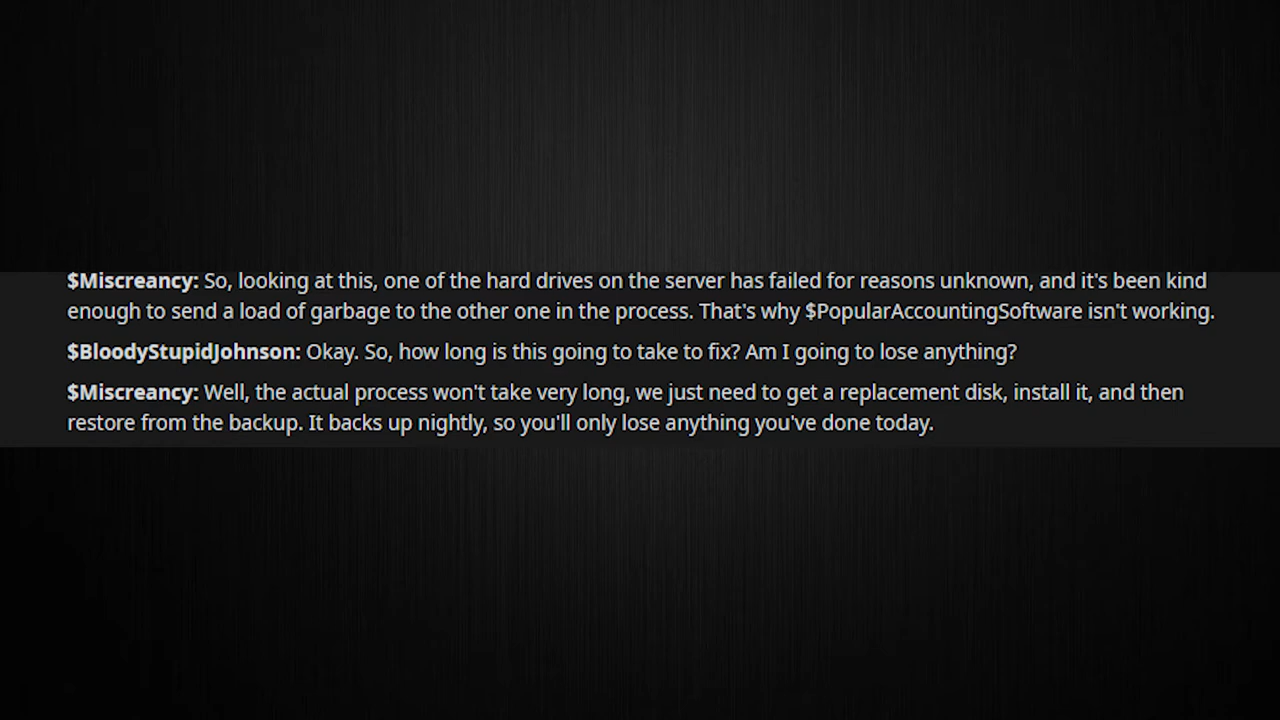 $Miscreancy: So, looking at this, one of the hard drives on the server has failed for reasons unknown, and it's been kind
enough to send a load of garbage to the other one in the process. That's why $PopularAccountingSoftware isn't working.
$BloodyStupidJohnson: Okay. So, how long is this going to take to fix? Am I going to lose anything?
$Miscreancy: Well, the actual process won't take very long, we just need to get a replacement disk, install it, and then
restore from the backup. It backs up nightly, so you'll only lose anything you've done today.